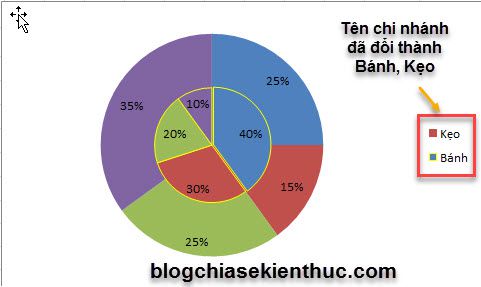 Tên chi nhánh
đã đổi thành
Bánh, Kẹo
25%
35%
10%
20%
40%
Kẹo
Bánh
30%
15%
25%
blogchiasekienthuc.com